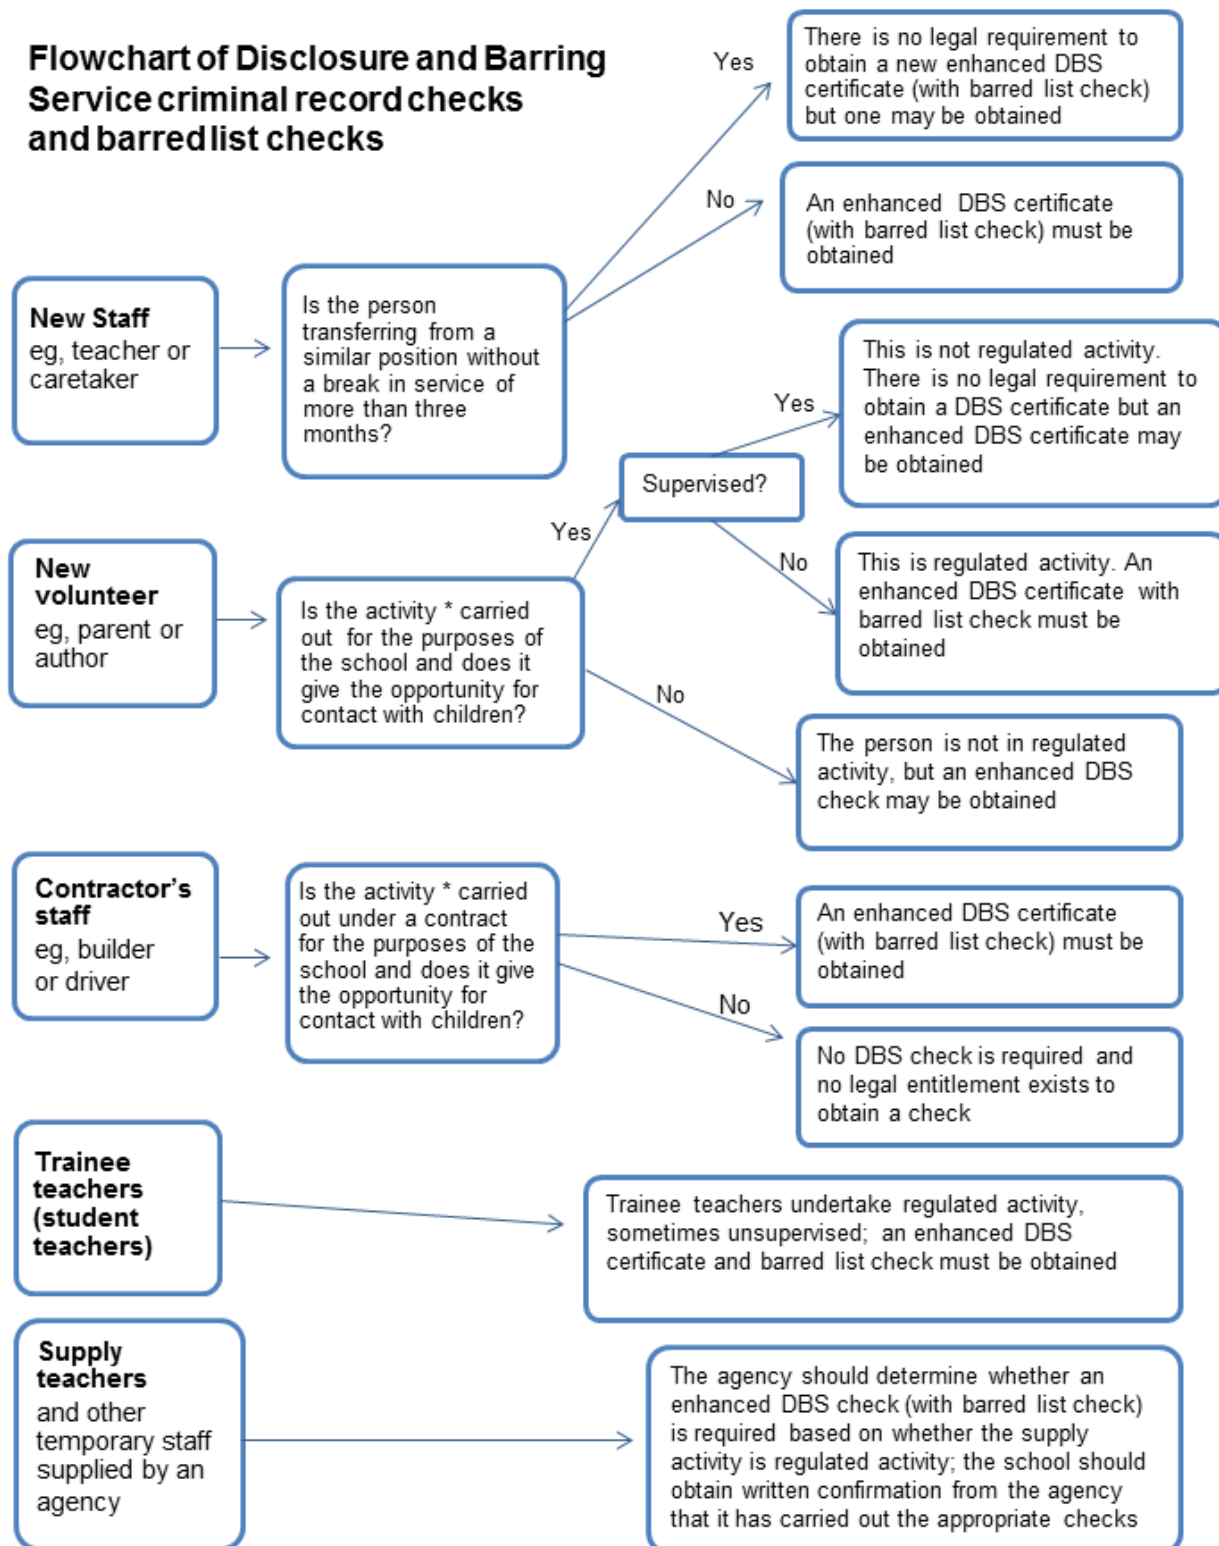 Flowchart of Disclosure and Barring
Service criminal record checks
and barred list checks
Yes
There is no legal requirement to
obtain a new enhanced DBS
certificate (with barred list check)
but one may be obtained
No
An enhanced DBS certificate
(with barred list check) must be
obtained
New Staff
eg, teacher or
caretaker
Is the person
transferring from a
similar position without
a break in service of
more than three
months?
New
volunteer
eg, parent or
author
Is the activity * carried
out for the purposes of
the school and does it
give the opportunity for
contact with children?
Yes
Supervised?
Yes
This is not regulated activity.
There is no legal requirement to
obtain a DBS certificate but an
enhanced DBS certificate may
be obtained
No
This is regulated activity. An
enhanced DBS certificate with
barred list check must be
obtained
No
The person is not in regulated
activity, but an enhanced DBS
check may be obtained
Contractor's
staff
eg, builder
or driver
Is the activity * carried
out under a contract
for the purposes of the
school and does it give
the opportunity for
contact with children?
Yes
An enhanced DBS certificate
(with barred list check) must be
obtained
No
No DBS check is required and
no legal entitlement exists to
obtain a check
Trainee
teachers
(student
teachers)
Trainee teachers undertake regulated activity,
sometimes unsupervised; an enhanced DBS
certificate and barred list check must be obtained
Supply
teachers
and other
temporary staff
supplied by an
agency
The agency should determine whether an
enhanced DBS check (with barred list check)
is required based on whether the supply
activity is regulated activity; the school should
obtain written confirmation from the agency
that it has carried out the appropriate checks